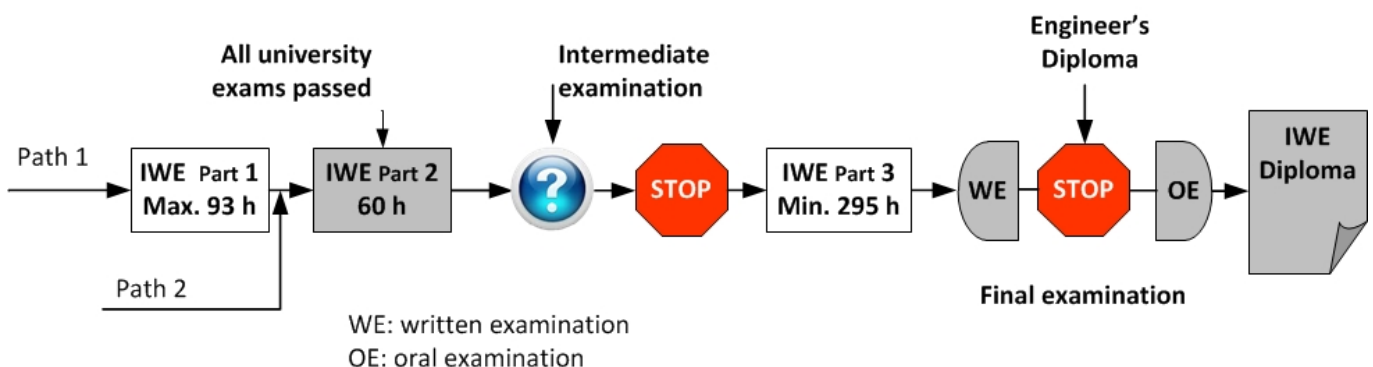 All university
exams passed
Intermediate
examination
Engineer's
Diploma
Path 1
IWE Part 1
Max. 93 h
IWE Part 2
60 h
?
STOP
IWE Part 3
Min. 295 h
WE
STOP
OE
IWE
Diploma
Path 2
Final examination
WE: written examination
OE: oral examination